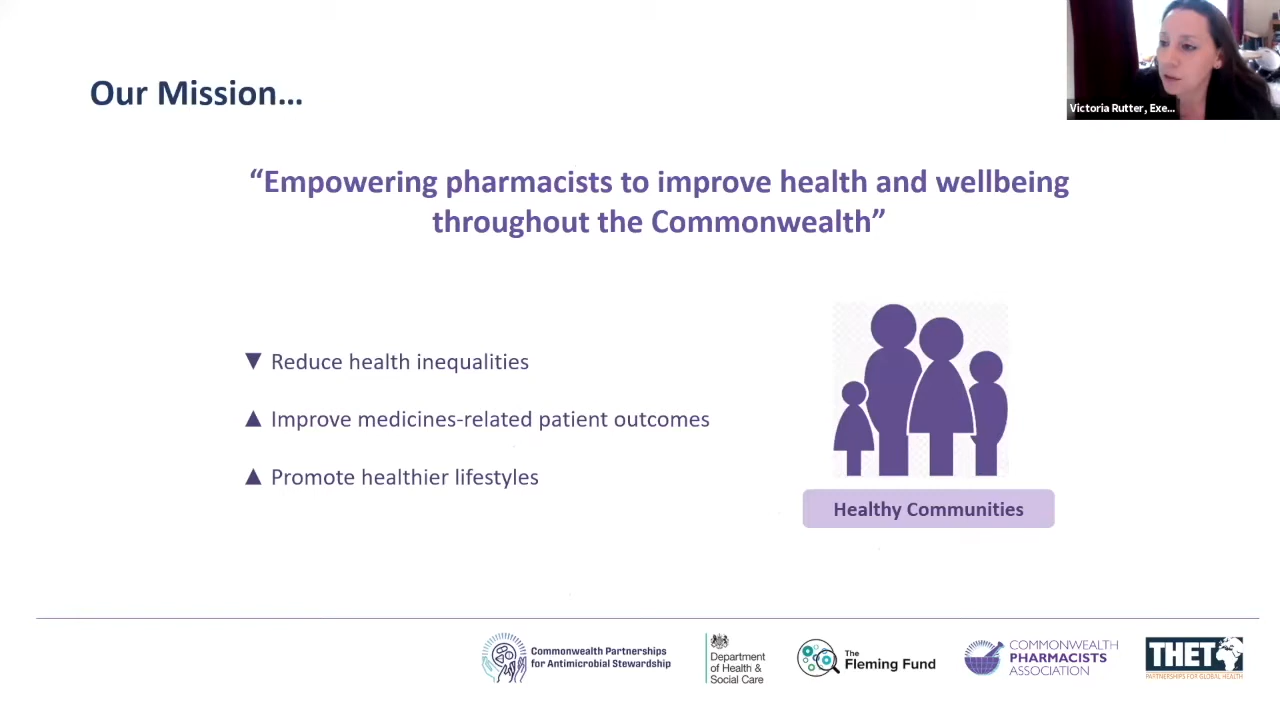 Our Mission...
Victoria Rutter, Exe...
“Empowering pharmacists to improve health and wellbeing
throughout the Commonwealth”
▼ Reduce health inequalities
▲ Improve medicines-related patient outcomes
▲ Promote healthier lifestyles
Healthy Communities
Commonwealth Partnerships
for Antimicrobial Stewardship
Department
of Health &
Social Care
The
Fleming Fund
COMMONWEALTH
PHARMACISTS
ASSOCIATION
THET
PARTNERSHIPS FOR GLOBAL HEALTH